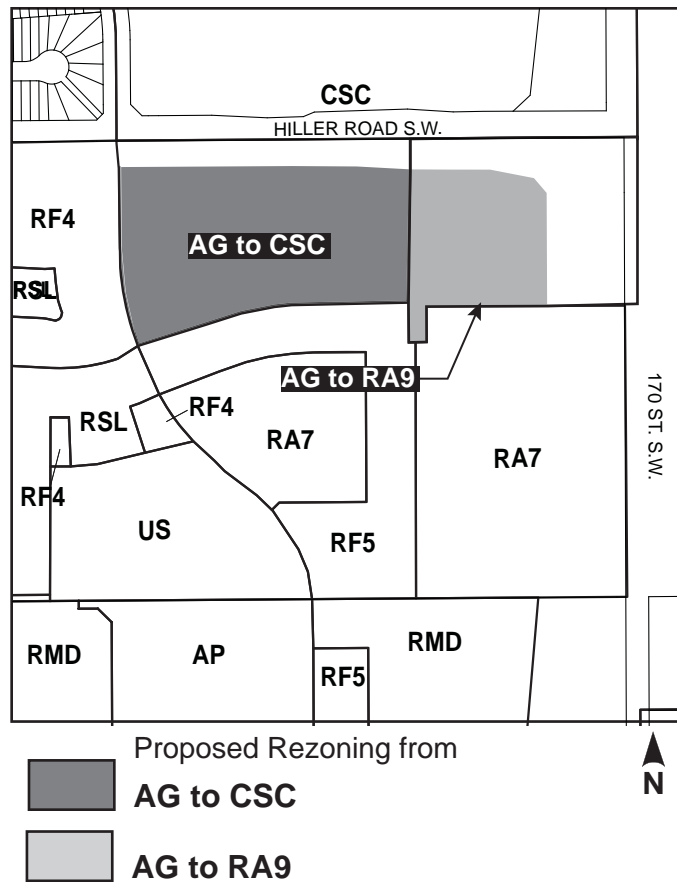 CSC
HILLER ROAD S.W.
RF4
AG to CSC
RSL
AG to RA9
170 ST. S.W.
RSL
RF4
RA7
RA7
RF4
US
RF5
RMD
AP
RF5
RMD
Proposed Rezoning from
AG to CSC
N
AG to RA9